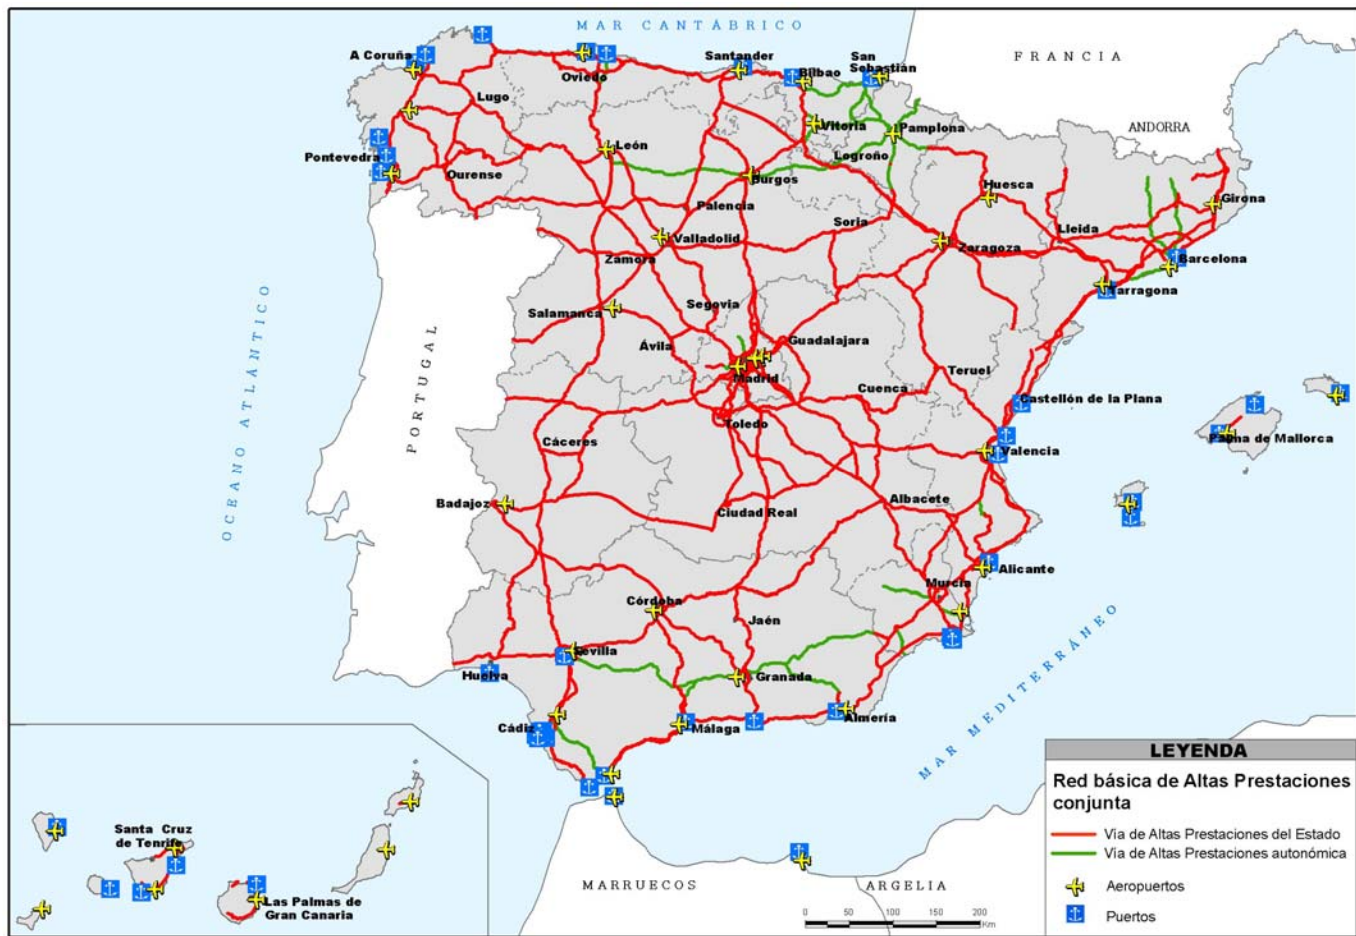 MAR CANTÁBRICO
FRANCIA
ANDORRA
A Coruña
Oviedo
Santander
Bilbao
San
Sebastián
Lugo
León
Vitoria
Pamplona
Pontevedra
Ourense
Logroño
Burgos
Huesca
Girona
Palencia
Soria
Lleida
Valladolid
Zaragoza
Barcelona
Zamora
Tarragona
Segovia
Salamanca
Guadalajara
Ávila
Madrid
Teruel
Cuenca
Castellón de la Plana
Toledo
Cáceres
Palma de Mallorca
Valencia
OCEANO ATLÁNTICO
PORTUGAL
Badajoz
Ciudad Real
Albacete
Alicante
Murcia
Córdoba
Jaén
Sevilla
Huelva
Granada
Cádiz
Málaga
Almería
MAR MEDITERRÁNEO
MARRUECOS
ARGELIA
Santa Cruz
de Tenrife
Las Palmas de
Gran Canaria
LEYENDA
Red básica de Altas Prestaciones
conjunta
Vía de Altas Prestaciones del Estado
Vía de Altas Prestaciones autonómica
Aeropuertos
Puertos
0 50 100 150 200
Km